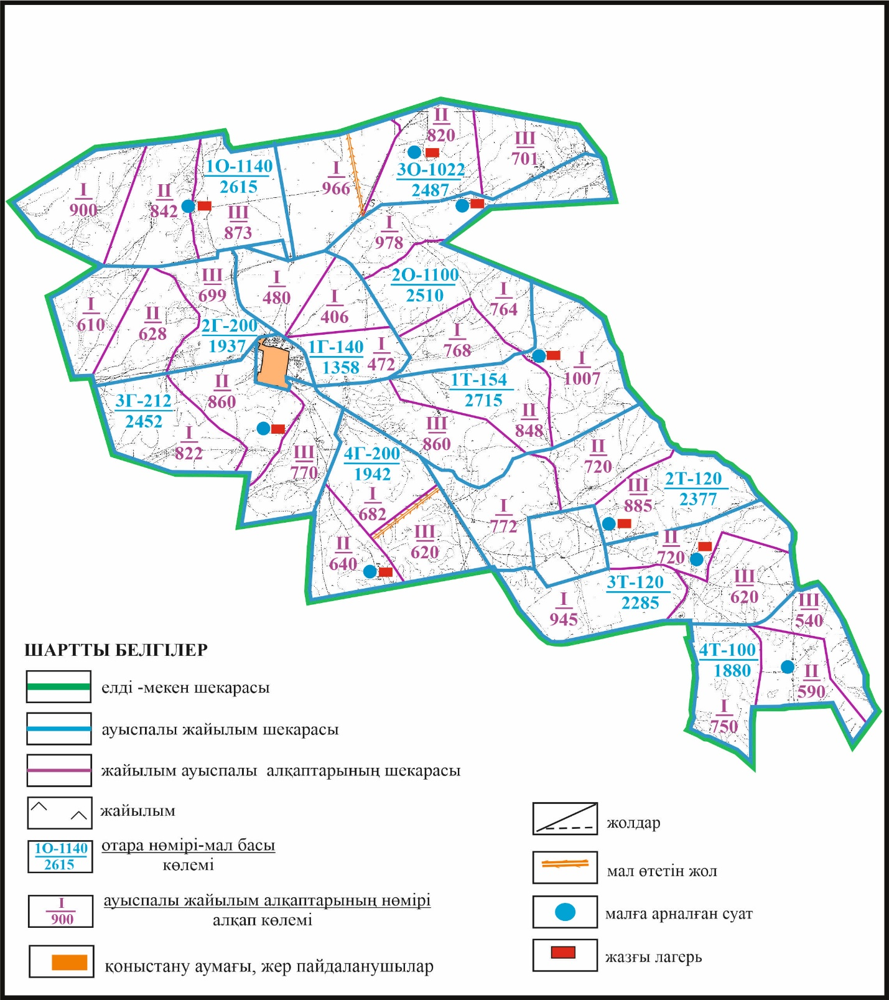 II
820
III
701
1О-1140
2615
I
966
3О-1022
2487
I
900
II
842
III
873
I
978
III
699
I
480
2О-1100
2510
I
764
I
610
II
628
I
406
2Г-200
1937
I
768
1Г-140
1358
I
472
I
1007
II
860
1Т-154
2715
3Г-212
2452
II
848
III
860
I
822
III
770
4Г-200
1942
II
720
III
885
2Т-120
2377
I
682
I
772
III
620
II
640
II
720
III
620
3Т-120
2285
I
945
III
540
4Т-100
1880
II
590
I
750
ШАРТТЫ БЕЛГІЛЕР
елді -мекен шекарасы
ауыспалы жайылым шекарасы
жайылым ауыспалы алқаптарының шекарасы
жайылым
1О-1140
2615
отара нөмірі-мал басы
көлемі
I
900
ауыспалы жайылым алқаптарының нөмірі
алқап көлемі
қоныстану аумағы, жер пайдаланушылар
жолдар
мал өтетін жол
малға арналған суат
жазғы лагерь